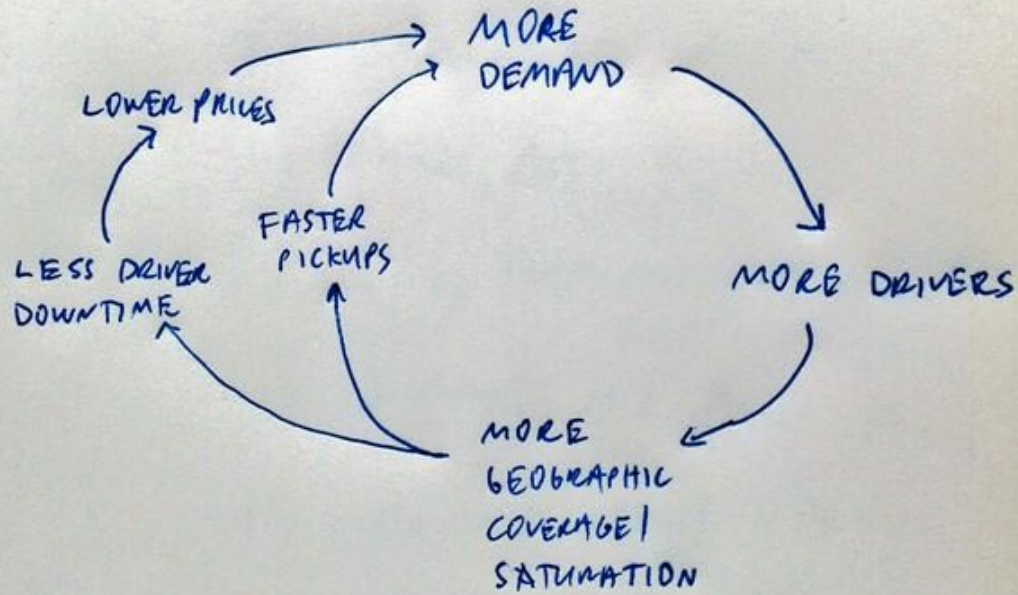 MORE
DEMAND
LOWER PRICES
FASTER
PICKUPS
LESS DRIVER
DOWNTIME
MORE DRIVERS
MORE
GEOGRAPHIC
COVERAGE/
SATURATION